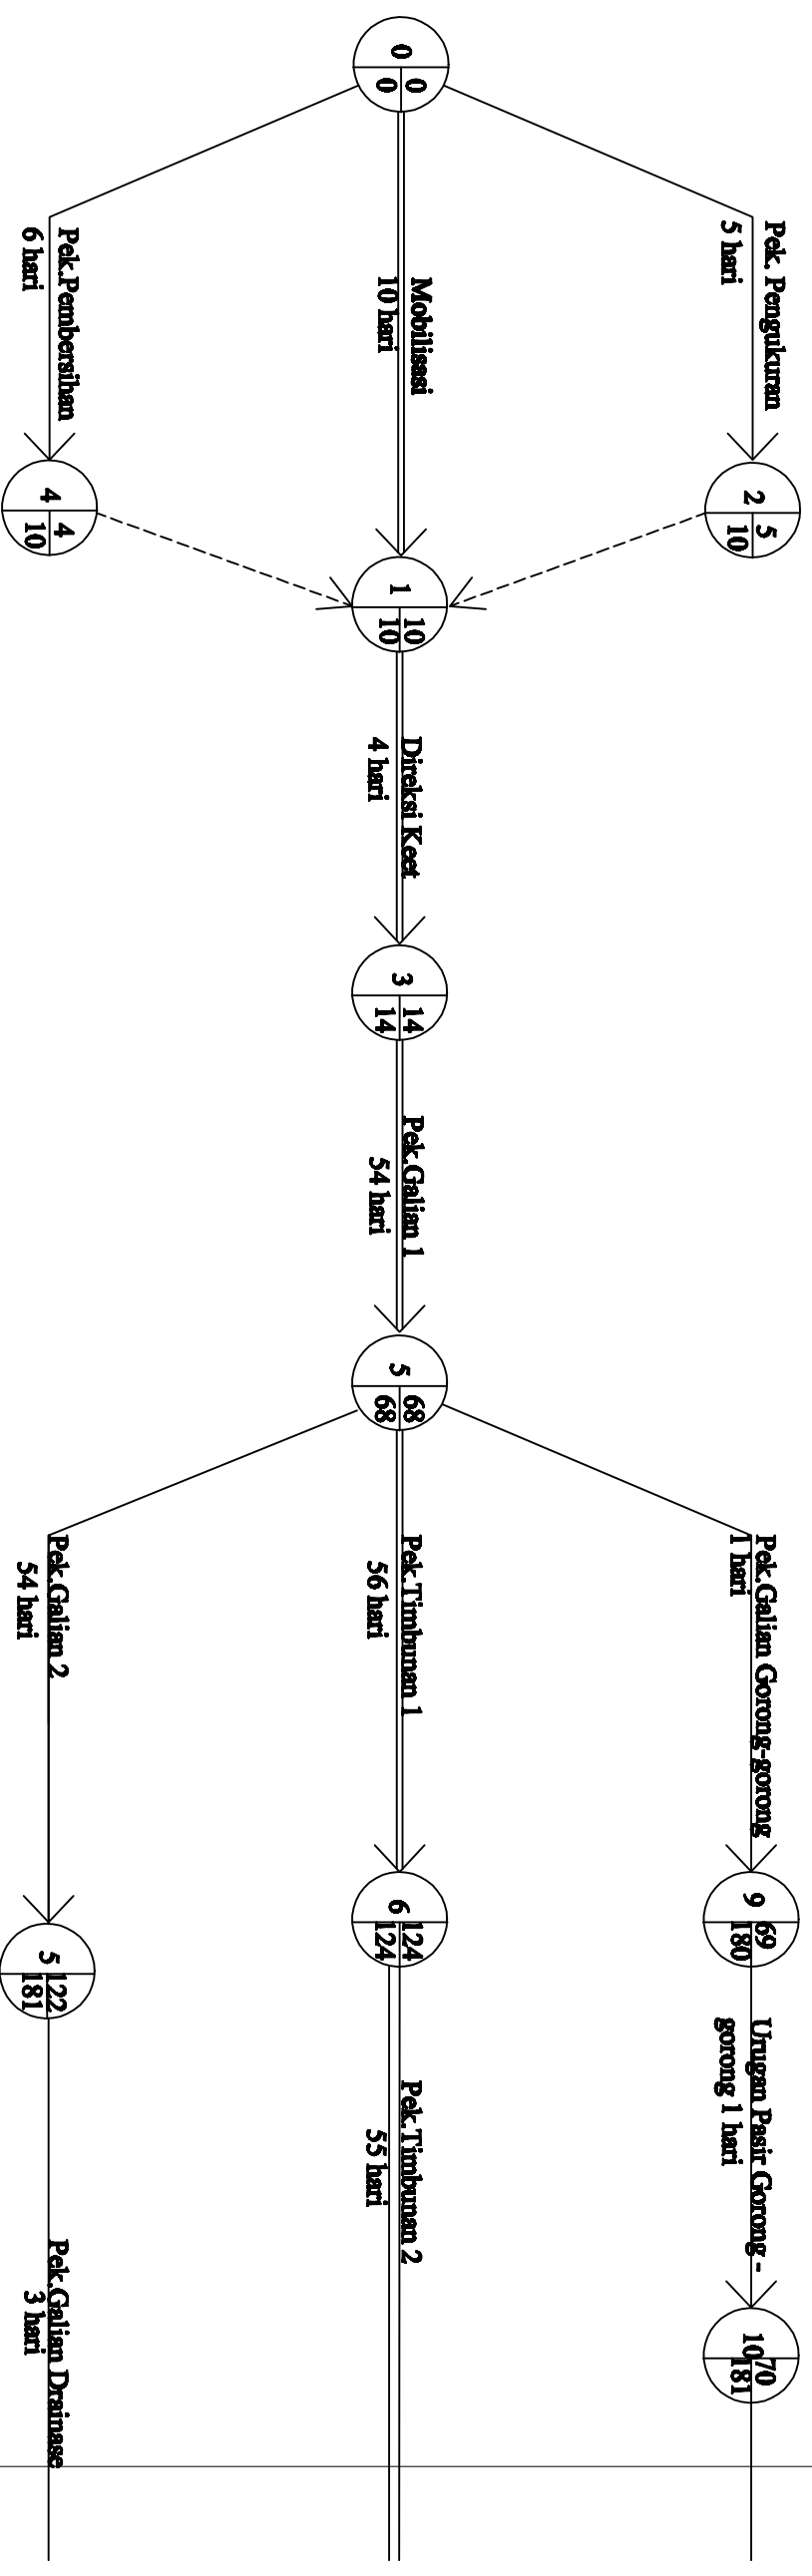 0
0
0
Pek. Pengukuran
5 hari
Mobilisasi
10 hari
Pek.Pembersihan
6 hari
2
5
10
4
4
10
1
10
10
Direksi Keet
4 hari
3
14
14
Pek.Galian 1
54 hari
5
68
68
Pek.Galian Gorong-gorong
1 hari
Pek.Timbunan 1
56 hari
Pek.Galian 2
54 hari
9
69
180
6
124
124
5
122
181
Urugan Pasir Gorong -
gorong 1 hari
Pek.Timbunan 2
55 hari
Pek.Galian Drainase
3 hari
10
70
181